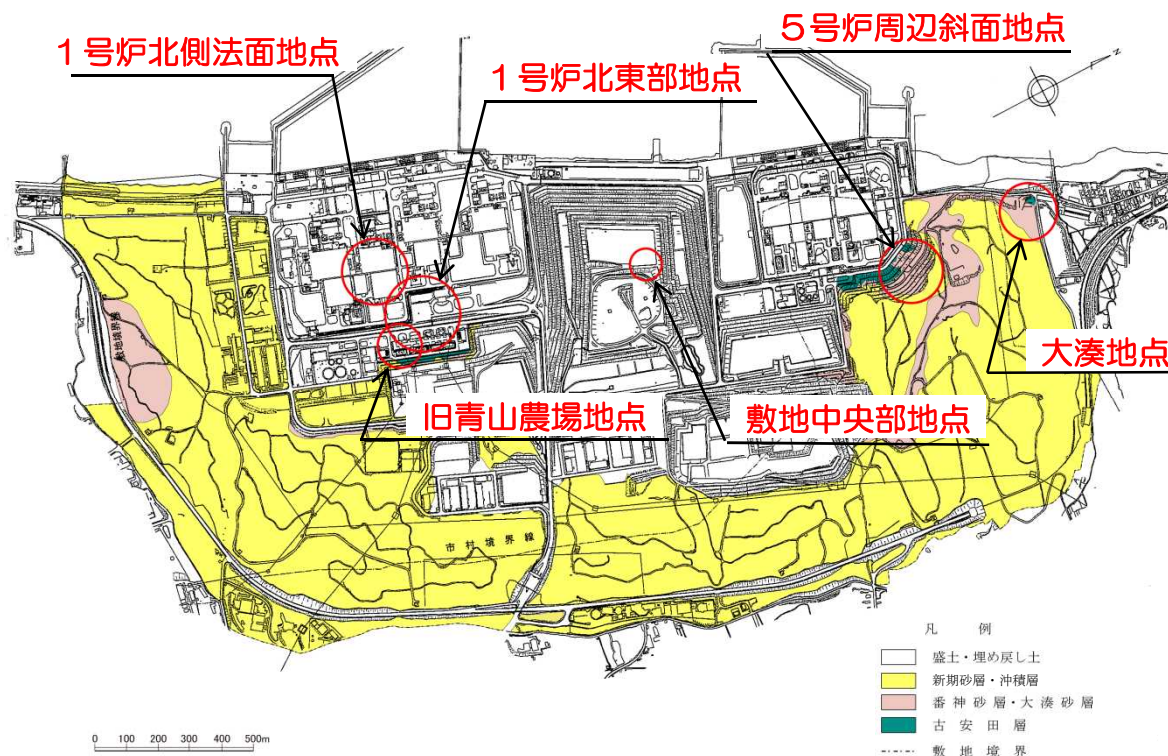 5号炉周辺斜面地点
1号炉北側法面地点
1号炉北東部地点
N
大湊地点
敷地境界線
旧青山農場地点
敷地中央部地点
市村境界線
凡 例
盛土・埋め戻し土
新期砂層・沖積層
番神砂層・大湊砂層
古安田層
敷地境界
0 100 200 300 400 500m